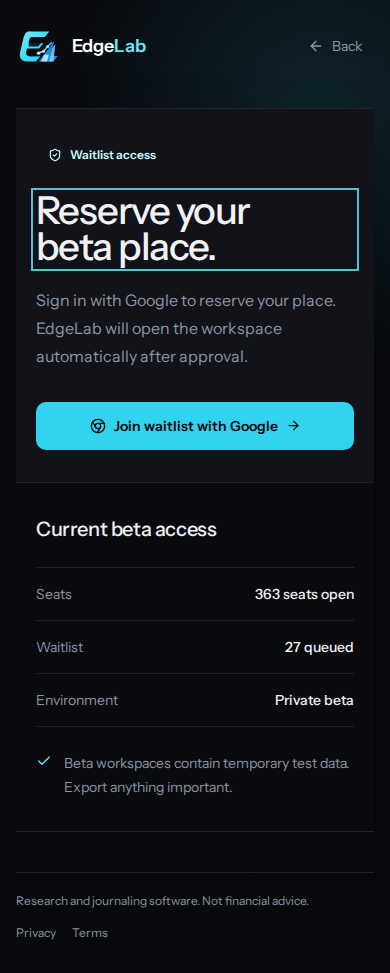 EdgeLab
Back
Waitlist access
Reserve your
beta place.
Sign in with Google to reserve your place.
EdgeLab will open the workspace
automatically after approval.
Join waitlist with Google
Current beta access
Seats 363 seats open
Waitlist 27 queued
Environment Private beta
Beta workspaces contain temporary test data.
Export anything important.
Research and journaling software. Not financial advice.
Privacy Terms